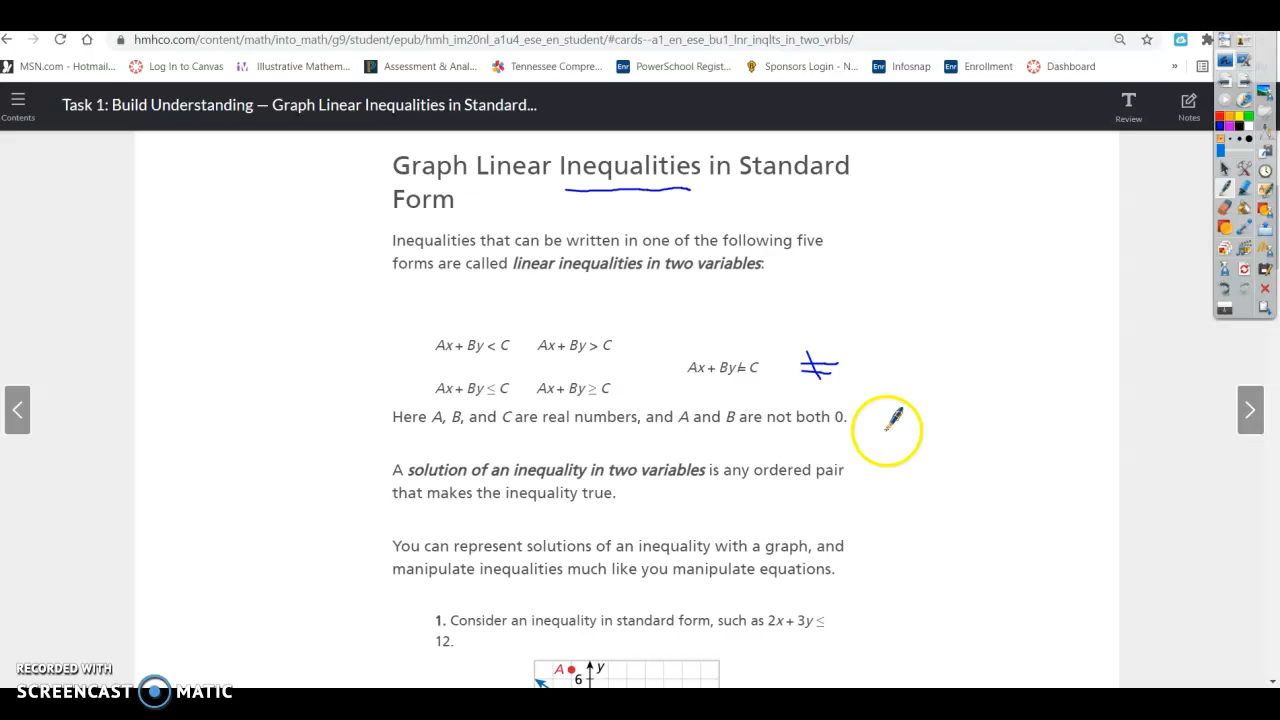 hmhco.com/content/math/into_math/g9/student/epub/hmh_im20nl_a1u4_ese_en_student/#cards--a1_en_ese_bu1_lnr_inqlts_in_two_vrbls/
MSN.com - Hotmail... Log In to Canvas Illustrative Mathem... Assessment & Anal... Tennessee Compre... PowerSchool Regist... Sponsors Login - N... Infosnap Enrollment Dashboard »
Contents Task 1: Build Understanding — Graph Linear Inequalities in Standard... Review Notes
Graph Linear Inequalities in Standard
Form
Inequalities that can be written in one of the following five
forms are called linear inequalities in two variables:
Ax + By < C Ax + By > C
Ax + By ≠ C ≠
Ax + By ≤ C Ax + By ≥ C
Here A, B, and C are real numbers, and A and B are not both 0.
A solution of an inequality in two variables is any ordered pair
that makes the inequality true.
You can represent solutions of an inequality with a graph, and
manipulate inequalities much like you manipulate equations.
1. Consider an inequality in standard form, such as 2x + 3y ≤
12.
A y
6
RECORDED WITH
SCREENCAST MATIC